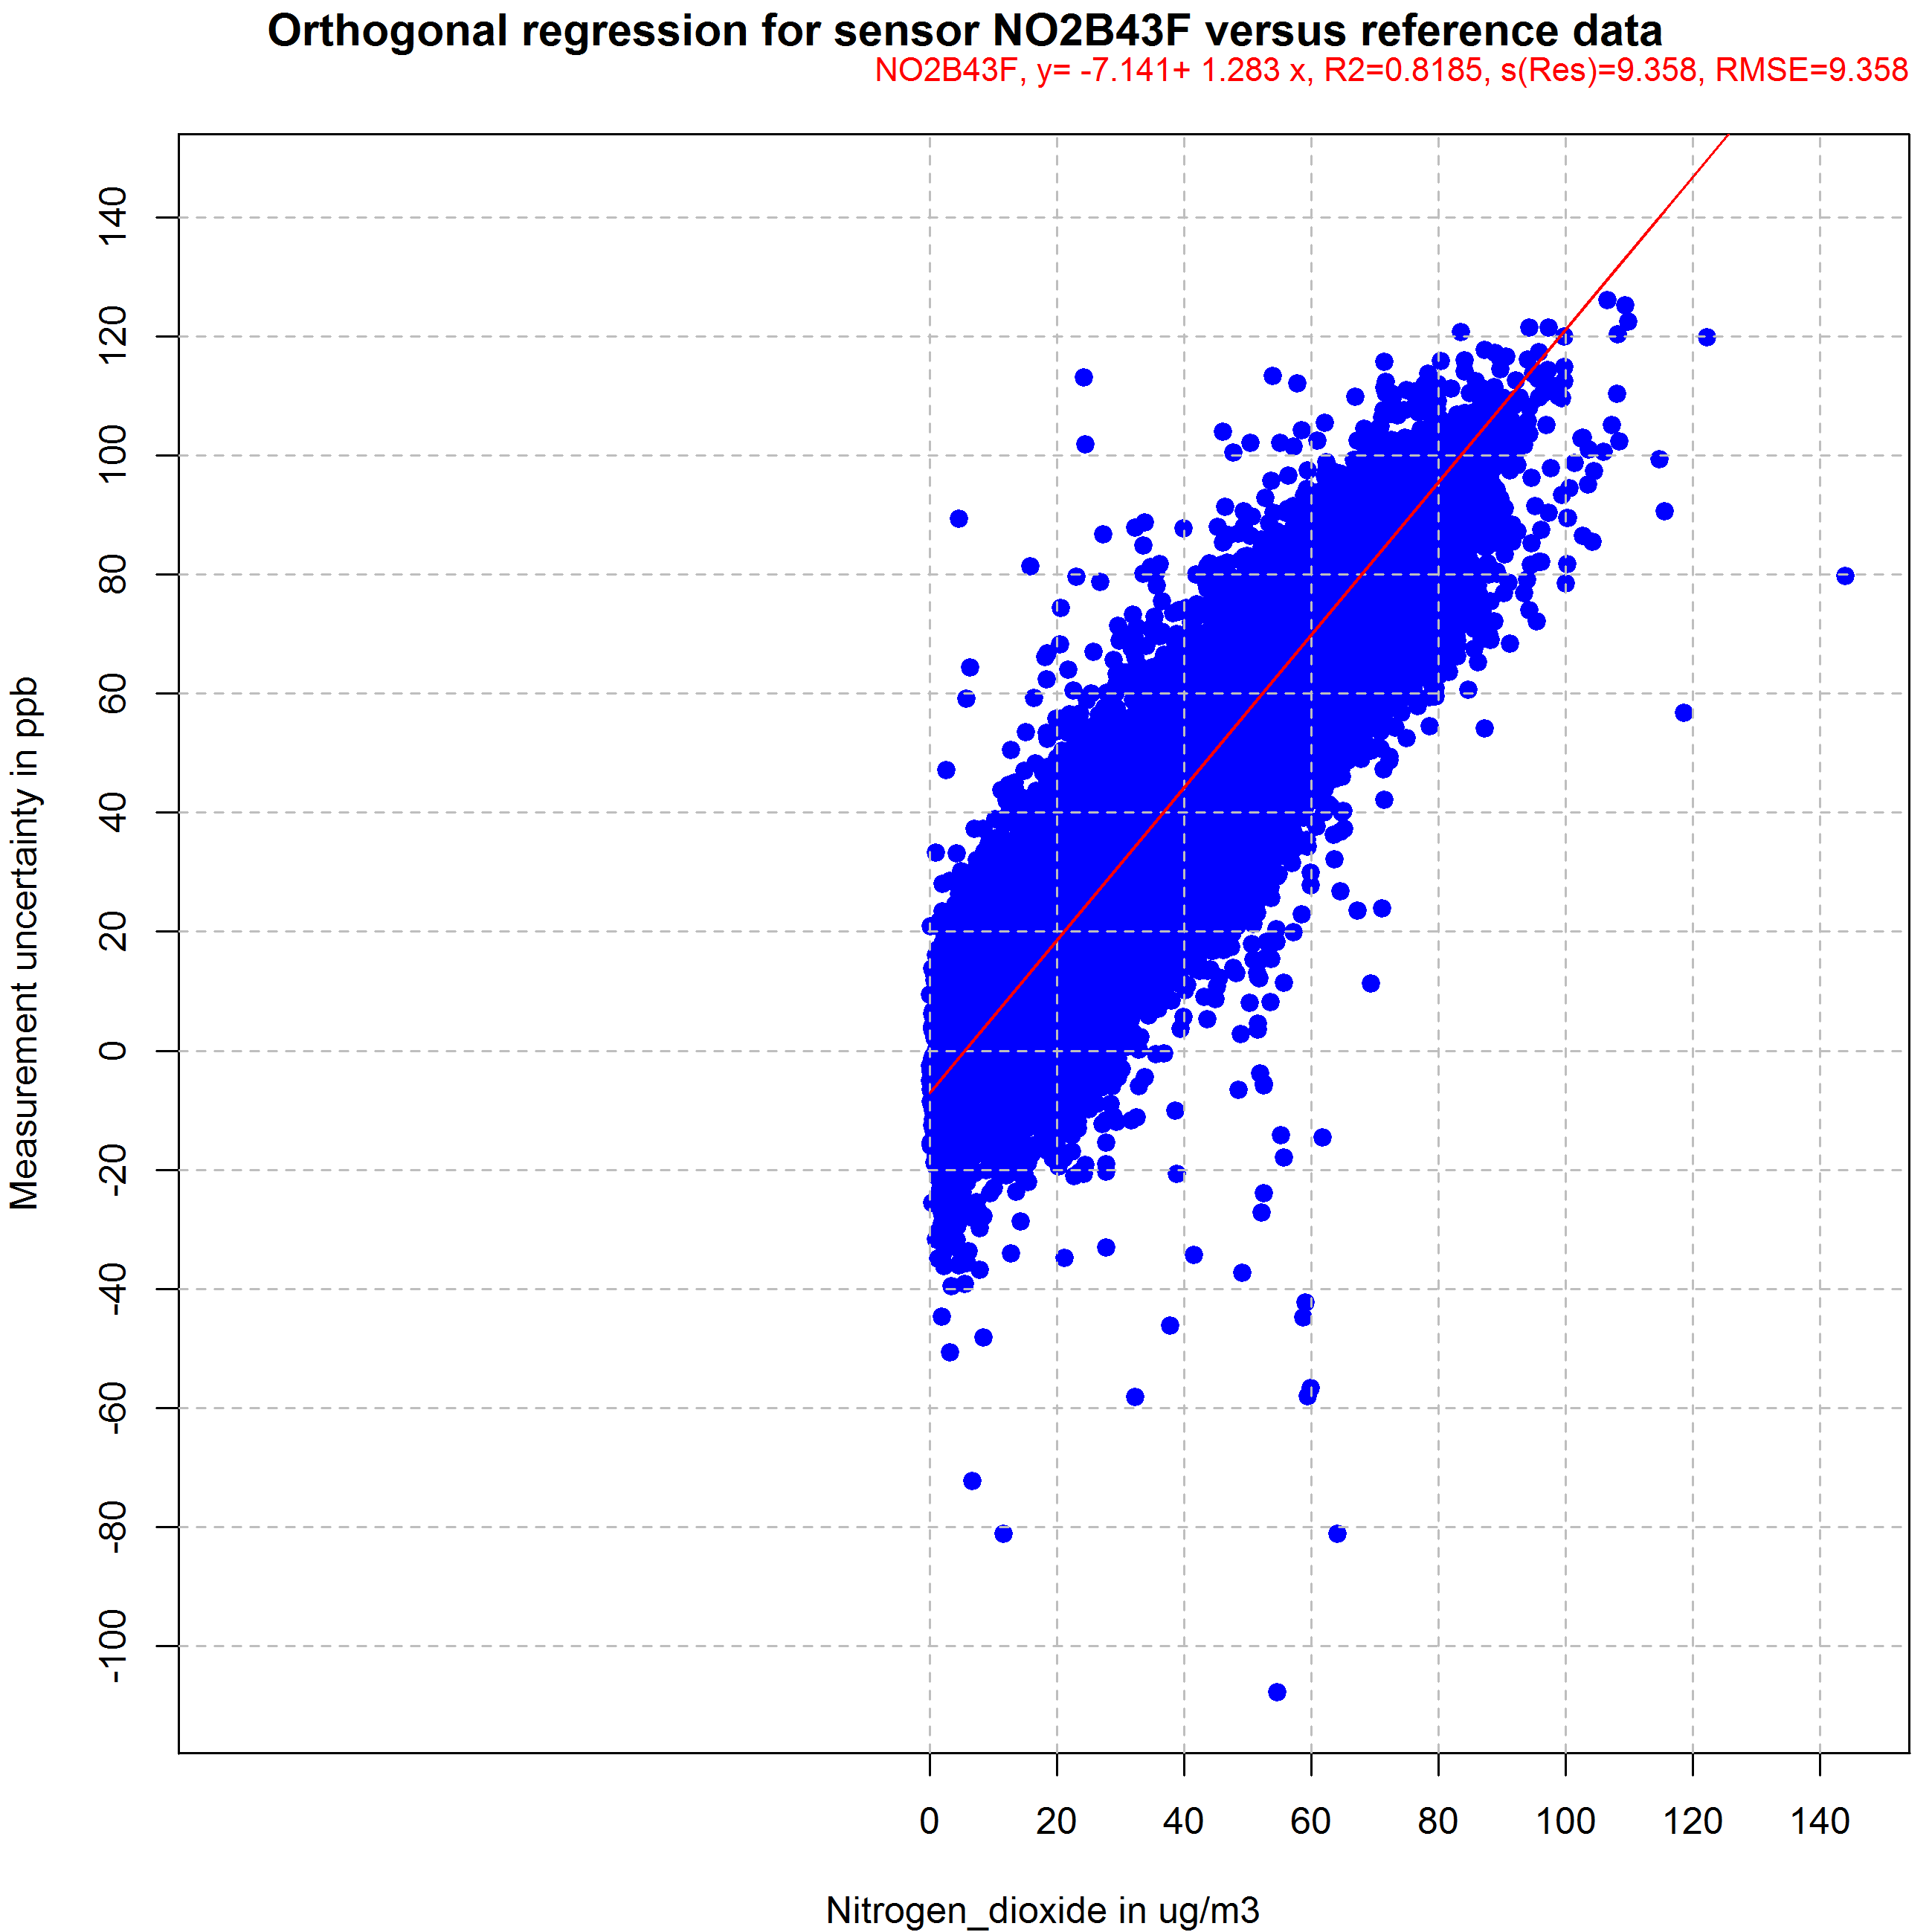 Orthogonal regression for sensor NO2B43F versus reference data
NO2B43F, y= -7.141+ 1.283 x, R2=0.8185, s(Res)=9.358, RMSE=9.358
Measurement uncertainty in ppb
140
120
100
80
60
40
20
0
-20
-40
-60
-80
-100
0 20 40 60 80 100 120 140
Nitrogen_dioxide in ug/m3